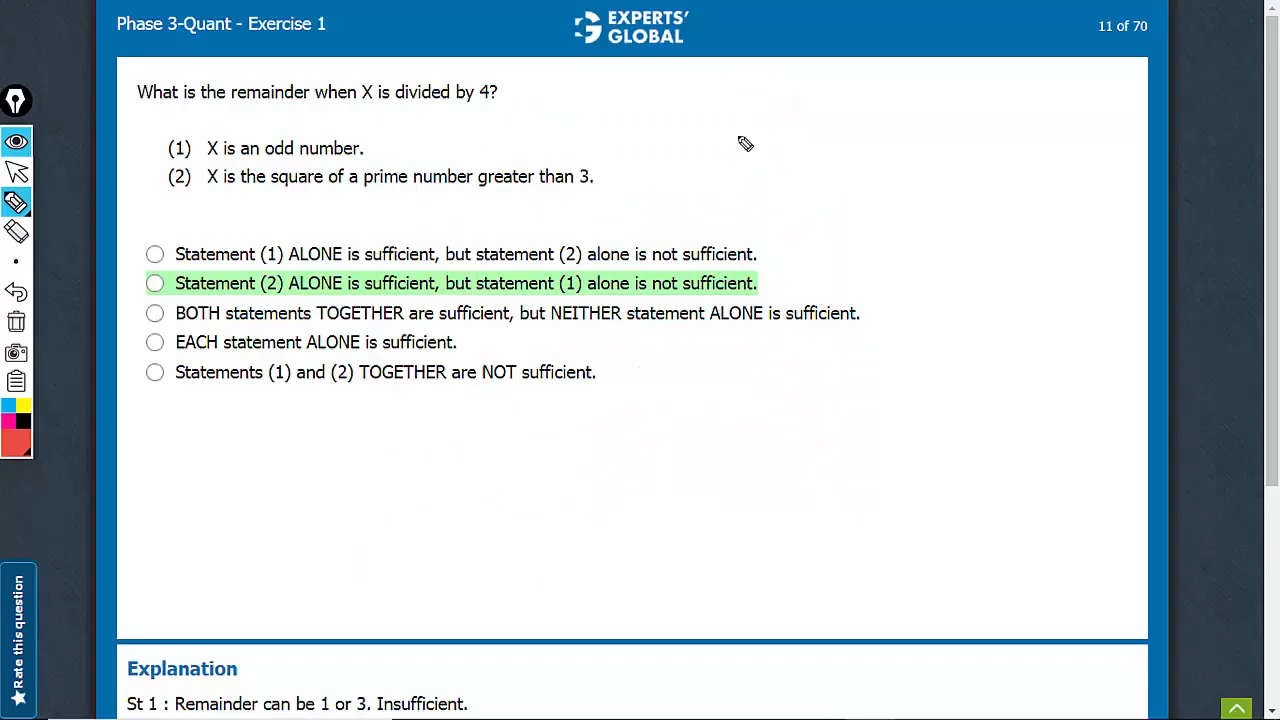 Phase 3-Quant - Exercise 1
EXPERTS'
GLOBAL
11 of 70
What is the remainder when X is divided by 4?
(1) X is an odd number.
(2) X is the square of a prime number greater than 3.
Statement (1) ALONE is sufficient, but statement (2) alone is not sufficient.
Statement (2) ALONE is sufficient, but statement (1) alone is not sufficient.
BOTH statements TOGETHER are sufficient, but NEITHER statement ALONE is sufficient.
EACH statement ALONE is sufficient.
Statements (1) and (2) TOGETHER are NOT sufficient.
Rate this question
Explanation
St 1 : Remainder can be 1 or 3. Insufficient.